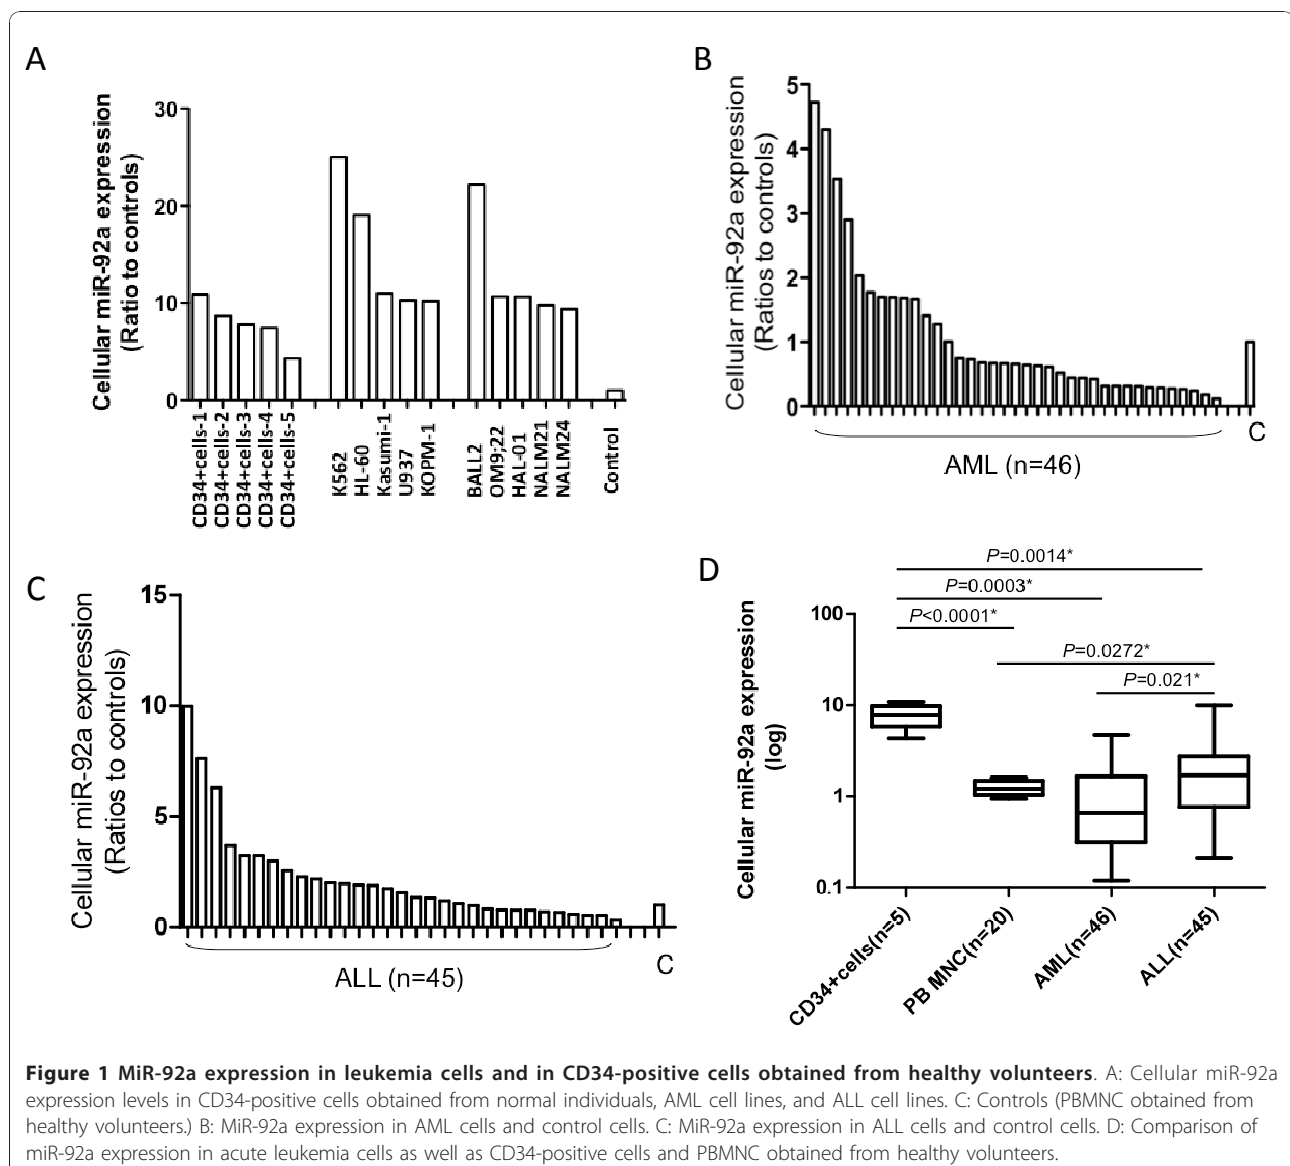 A
Cellular miR-92a expression
(Ratio to controls)
30
20
10
0
CD34+cells-1
CD34+cells-2
CD34+cells-3
CD34+cells-4
CD34+cells-5
K562
HL-60
Kasumi-1
U937
KOPM-1
BALL2
OM9;22
HAL-01
NALM21
NALM24
Control
B
Cellular miR-92a expression
(Ratios to controls)
5
4
3
2
1
0
C
AML (n=46)
C
Cellular miR-92a expression
(Ratios to controls)
15
10
5
0
C
ALL (n=45)
D
P=0.0014*
P=0.0003*
P<0.0001*
P=0.0272*
P=0.021*
Cellular miR-92a expression
(log)
100
10
1
0.1
CD34+cells(n=5)
PB MNC(n=20)
AML(n=46)
ALL(n=45)
Figure 1 MiR-92a expression in leukemia cells and in CD34-positive cells obtained from healthy volunteers. A: Cellular miR-92a
expression levels in CD34-positive cells obtained from normal individuals, AML cell lines, and ALL cell lines. C: Controls (PBMNC obtained from
healthy volunteers.) B: MiR-92a expression in AML cells and control cells. C: MiR-92a expression in ALL cells and control cells. D: Comparison of
miR-92a expression in acute leukemia cells as well as CD34-positive cells and PBMNC obtained from healthy volunteers.